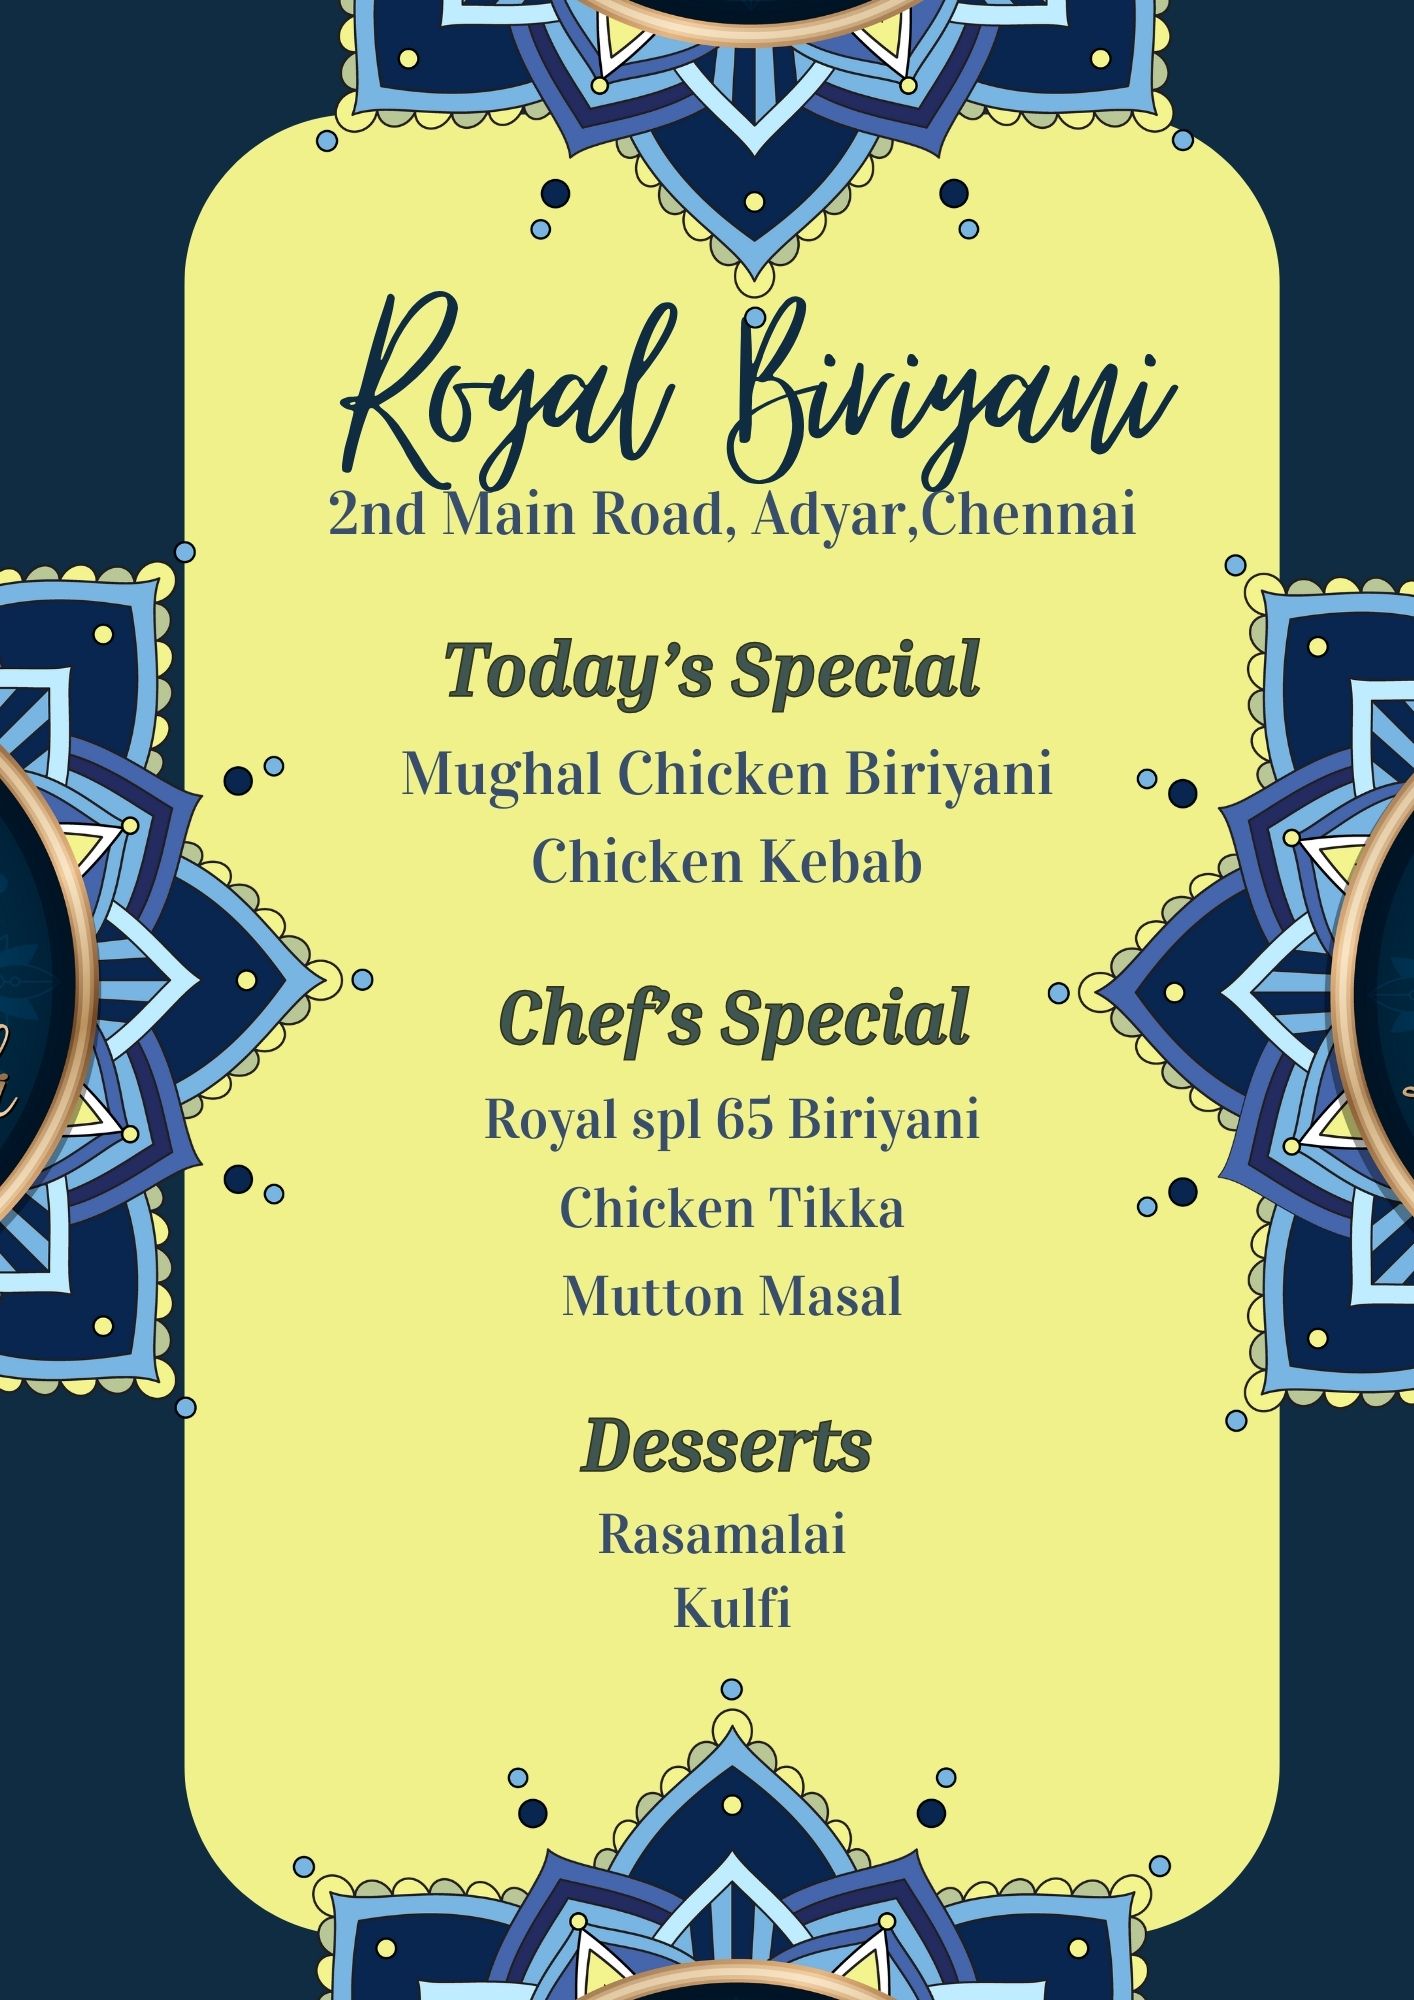 Royal Biriyani
2nd Main Road, Adyar,Chennai
Today’s Special
Mughal Chicken Biriyani
Chicken Kebab
Chef’s Special
Royal spl 65 Biriyani
Chicken Tikka
Mutton Masal
Desserts
Rasamalai
Kulfi